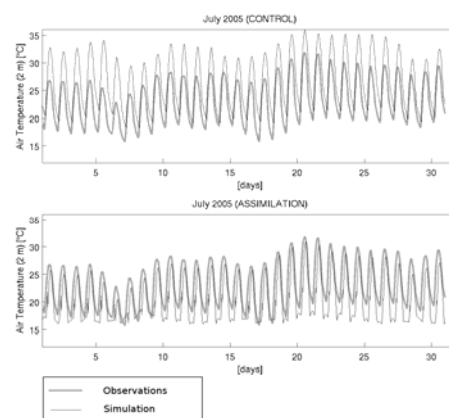 July 2005 (CONTROL)
Air Temperature (2 m) [°C]
35
30
25
20
15
5
10
15
20
25
30
[days]
July 2005 (ASSIMILATION)
Air Temperature (2 m) [°C]
35
30
25
20
15
5
10
15
20
25
30
[days]
Observations
Simulation